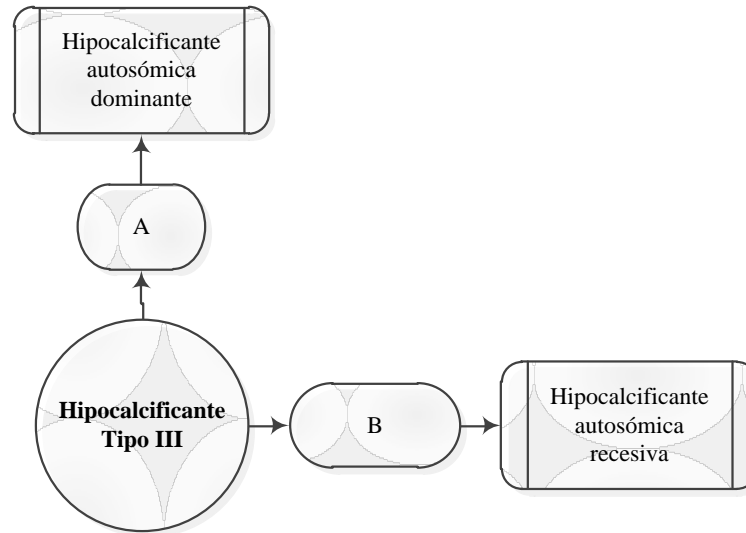 Hipocalcificante
autosómica
dominante
A
Hipocalcificante
Tipo III
B
Hipocalcificante
autosómica
recesiva